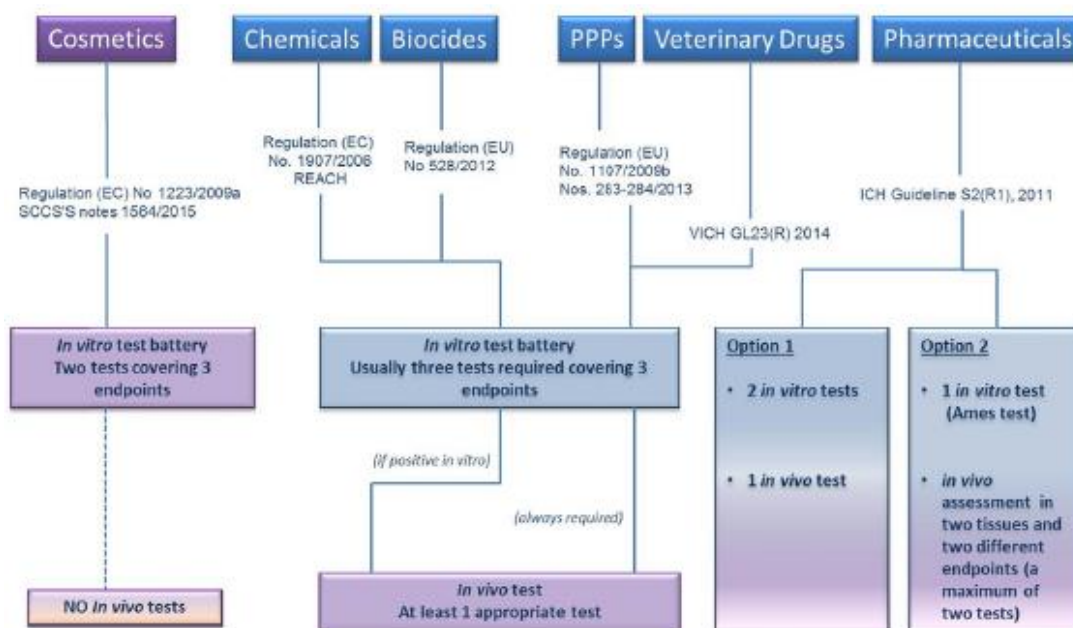 Cosmetics
Chemicals
Biocides
PPPs
Veterinary Drugs
Pharmaceuticals
Regulation (EC) No 1223/2009a
SCCS'S notes 1564/2015
Regulation (EC)
No. 1907/2006
REACH
Regulation (EU)
No 528/2012
Regulation (EU)
No. 1107/2009b
Nos. 283-284/2013
VICH GL23(R) 2014
ICH Guideline S2(R1), 2011
In vitro test battery
Two tests covering 3
endpoints
In vitro test battery
Usually three tests required covering 3
endpoints
Option 1
• 2 in vitro tests
• 1 in vivo test
Option 2
• 1 in vitro test
(Ames test)
• in vivo
assessment in
two tissues and
two different
endpoints (a
maximum of
two tests)
(if positive in vitro)
(always required)
NO In vivo tests
In vivo test
At least 1 appropriate test